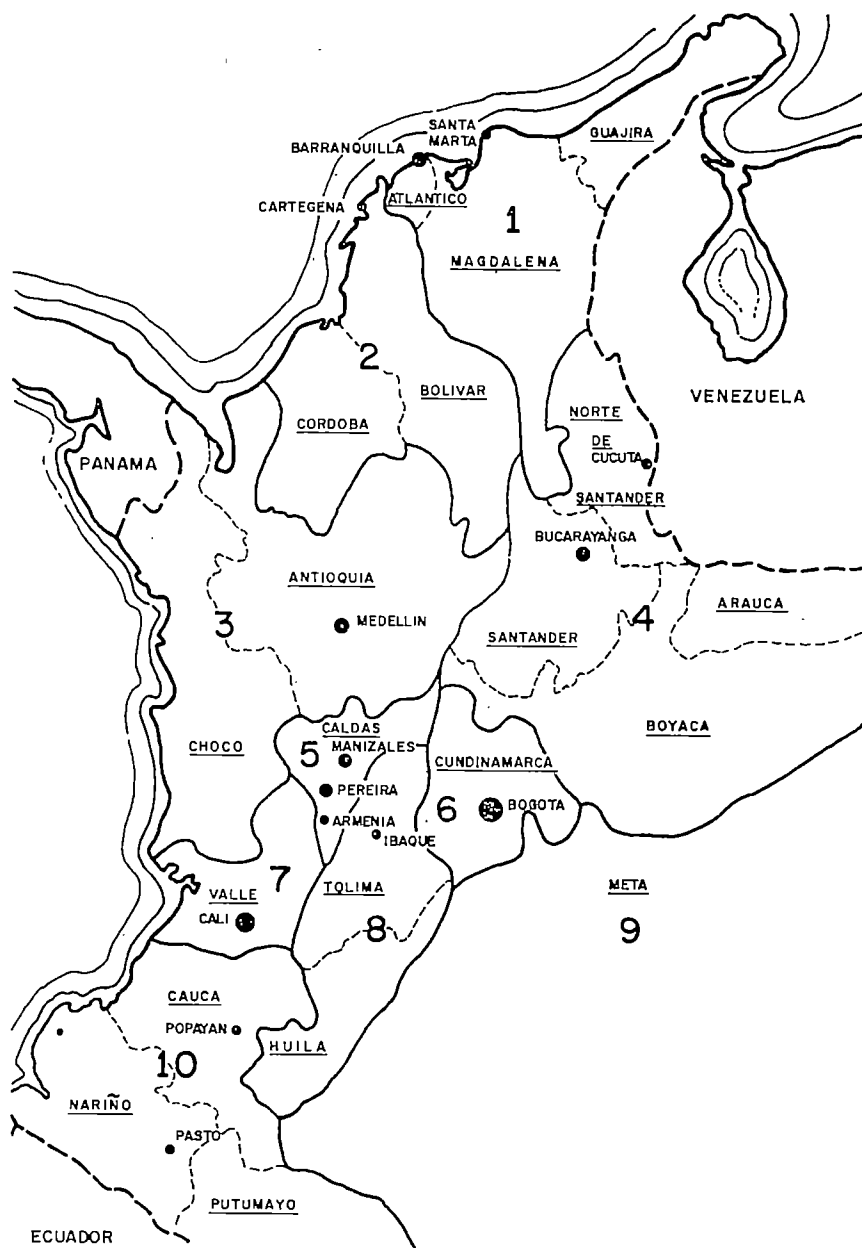 SANTA
MARTA
GUAJIRA
BARRANQUILLA
ATLANTICO
CARTEGENA
1
MAGDALENA
2
BOLIVAR
VENEZUELA
CORDOBA
NORTE
DE
CUCUTA
PANAMA
SANTANDER
BUCARAYANGA
ANTIOQUIA
ARAUCA
3
MEDELLIN
4
SANTANDER
BOYACA
CALDAS
CHOCO
5
MANIZALES
CUNDINAMARCA
PEREIRA
6
BOGOTA
ARMENIA
IBAQUE
7
VALLE
TOLIMA
META
CALI
8
9
CAUCA
POPAYAN
HUILA
10
NARIÑO
PASTO
PUTUMAYO
ECUADOR